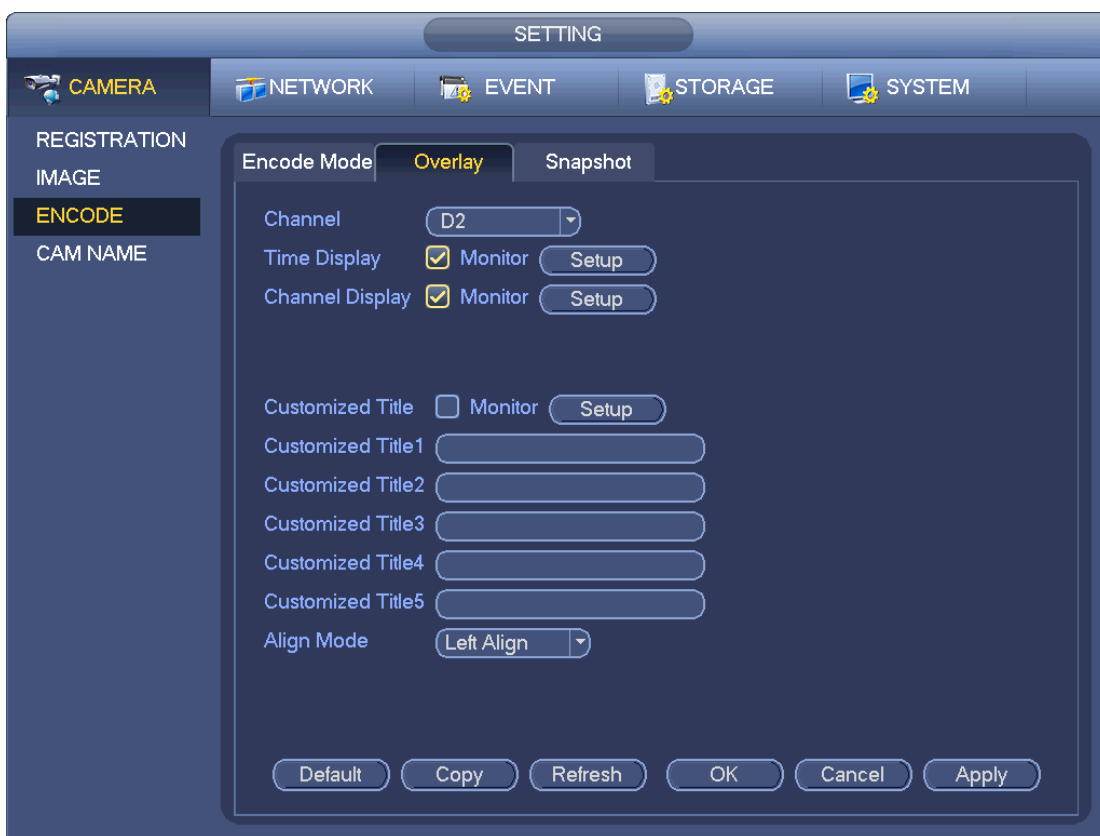 SETTING
CAMERA NETWORK EVENT STORAGE SYSTEM
REGISTRATION
IMAGE
ENCODE
CAM NAME
Encode Mode Overlay Snapshot
Channel D2
Time Display Monitor Setup
Channel Display Monitor Setup
Customized Title Monitor Setup
Customized Title1
Customized Title2
Customized Title3
Customized Title4
Customized Title5
Align Mode Left Align
Default Copy Refresh OK Cancel Apply